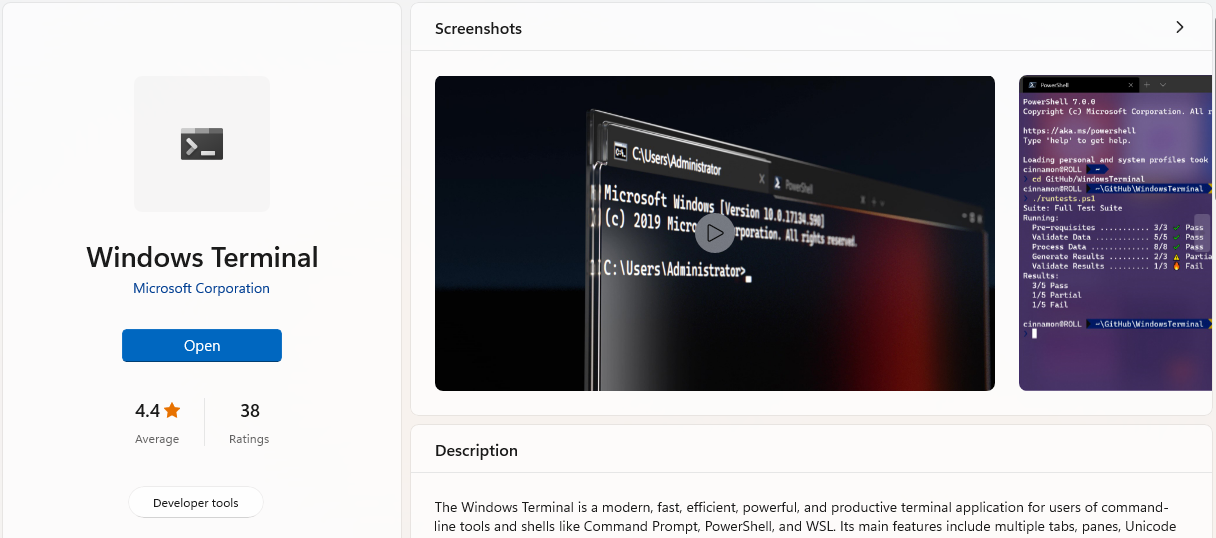 Windows Terminal
Microsoft Corporation
Open
4.4
Average
38
Ratings
Developer tools
Screenshots
C:\Users\Administrator
PowerShell
Microsoft Windows [Version 10.0.17134.590]
(c) 2019 Micro rporation. All rights reserved.
C:\Users\Administrator>
PowerShell
PowerShell 7.0.0
Copyright (c) Microsoft Corporation. All r
https://aka.ms/powershell
Type 'help' to get help.
Loading personal and system profiles took
cinnamon@ROLL ~
cd GitHub/WindowsTerminal
cinnamon@ROLL ~\GitHub\WindowsTerminal
./runtests.ps1
Suite: Full Test Suite
Running:
Pre-requisites ........... 3/3 ✓ Pass
Validate Data ............ 5/5 ✓ Pass
Process Data ............. 8/8 ✓ Pass
Generate Results ......... 2/3 ⚠ Partia
Validate Results ......... 1/3 🔥 Fail
Results:
3/5 Pass
1/5 Partial
1/5 Fail
cinnamon@ROLL ~\GitHub\WindowsTerminal
Description
The Windows Terminal is a modern, fast, efficient, powerful, and productive terminal application for users of command-
line tools and shells like Command Prompt, PowerShell, and WSL. Its main features include multiple tabs, panes, Unicode